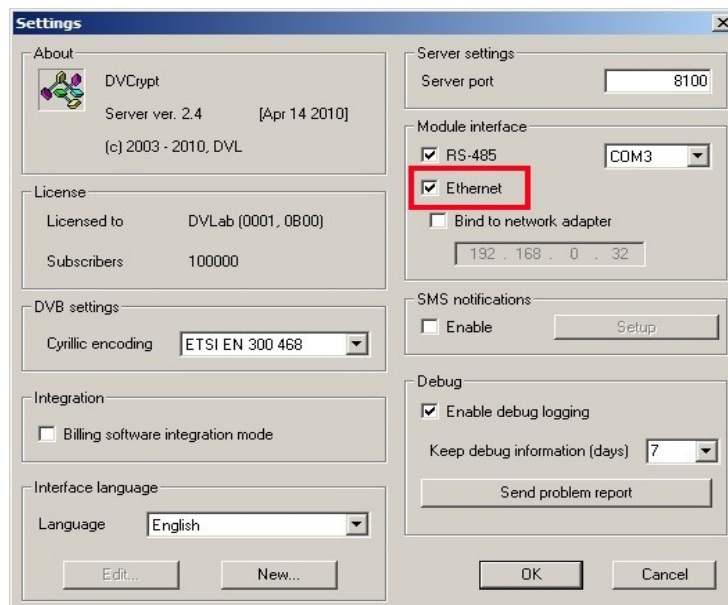 Settings
About
DVCrypt
Server ver. 2.4 [Apr 14 2010]
(c) 2003 - 2010, DVL
License
Licensed to DVLab (0001, 0B00)
Subscribers 100000
DVB settings
Cyrillic encoding ETSI EN 300 468
Integration
Billing software integration mode
Interface language
Language English
Edit... New...
Server settings
Server port 8100
Module interface
RS-485 COM3
Ethernet
Bind to network adapter
192 . 168 . 0 . 32
SMS notifications
Enable Setup
Debug
Enable debug logging
Keep debug information (days) 7
Send problem report
OK Cancel